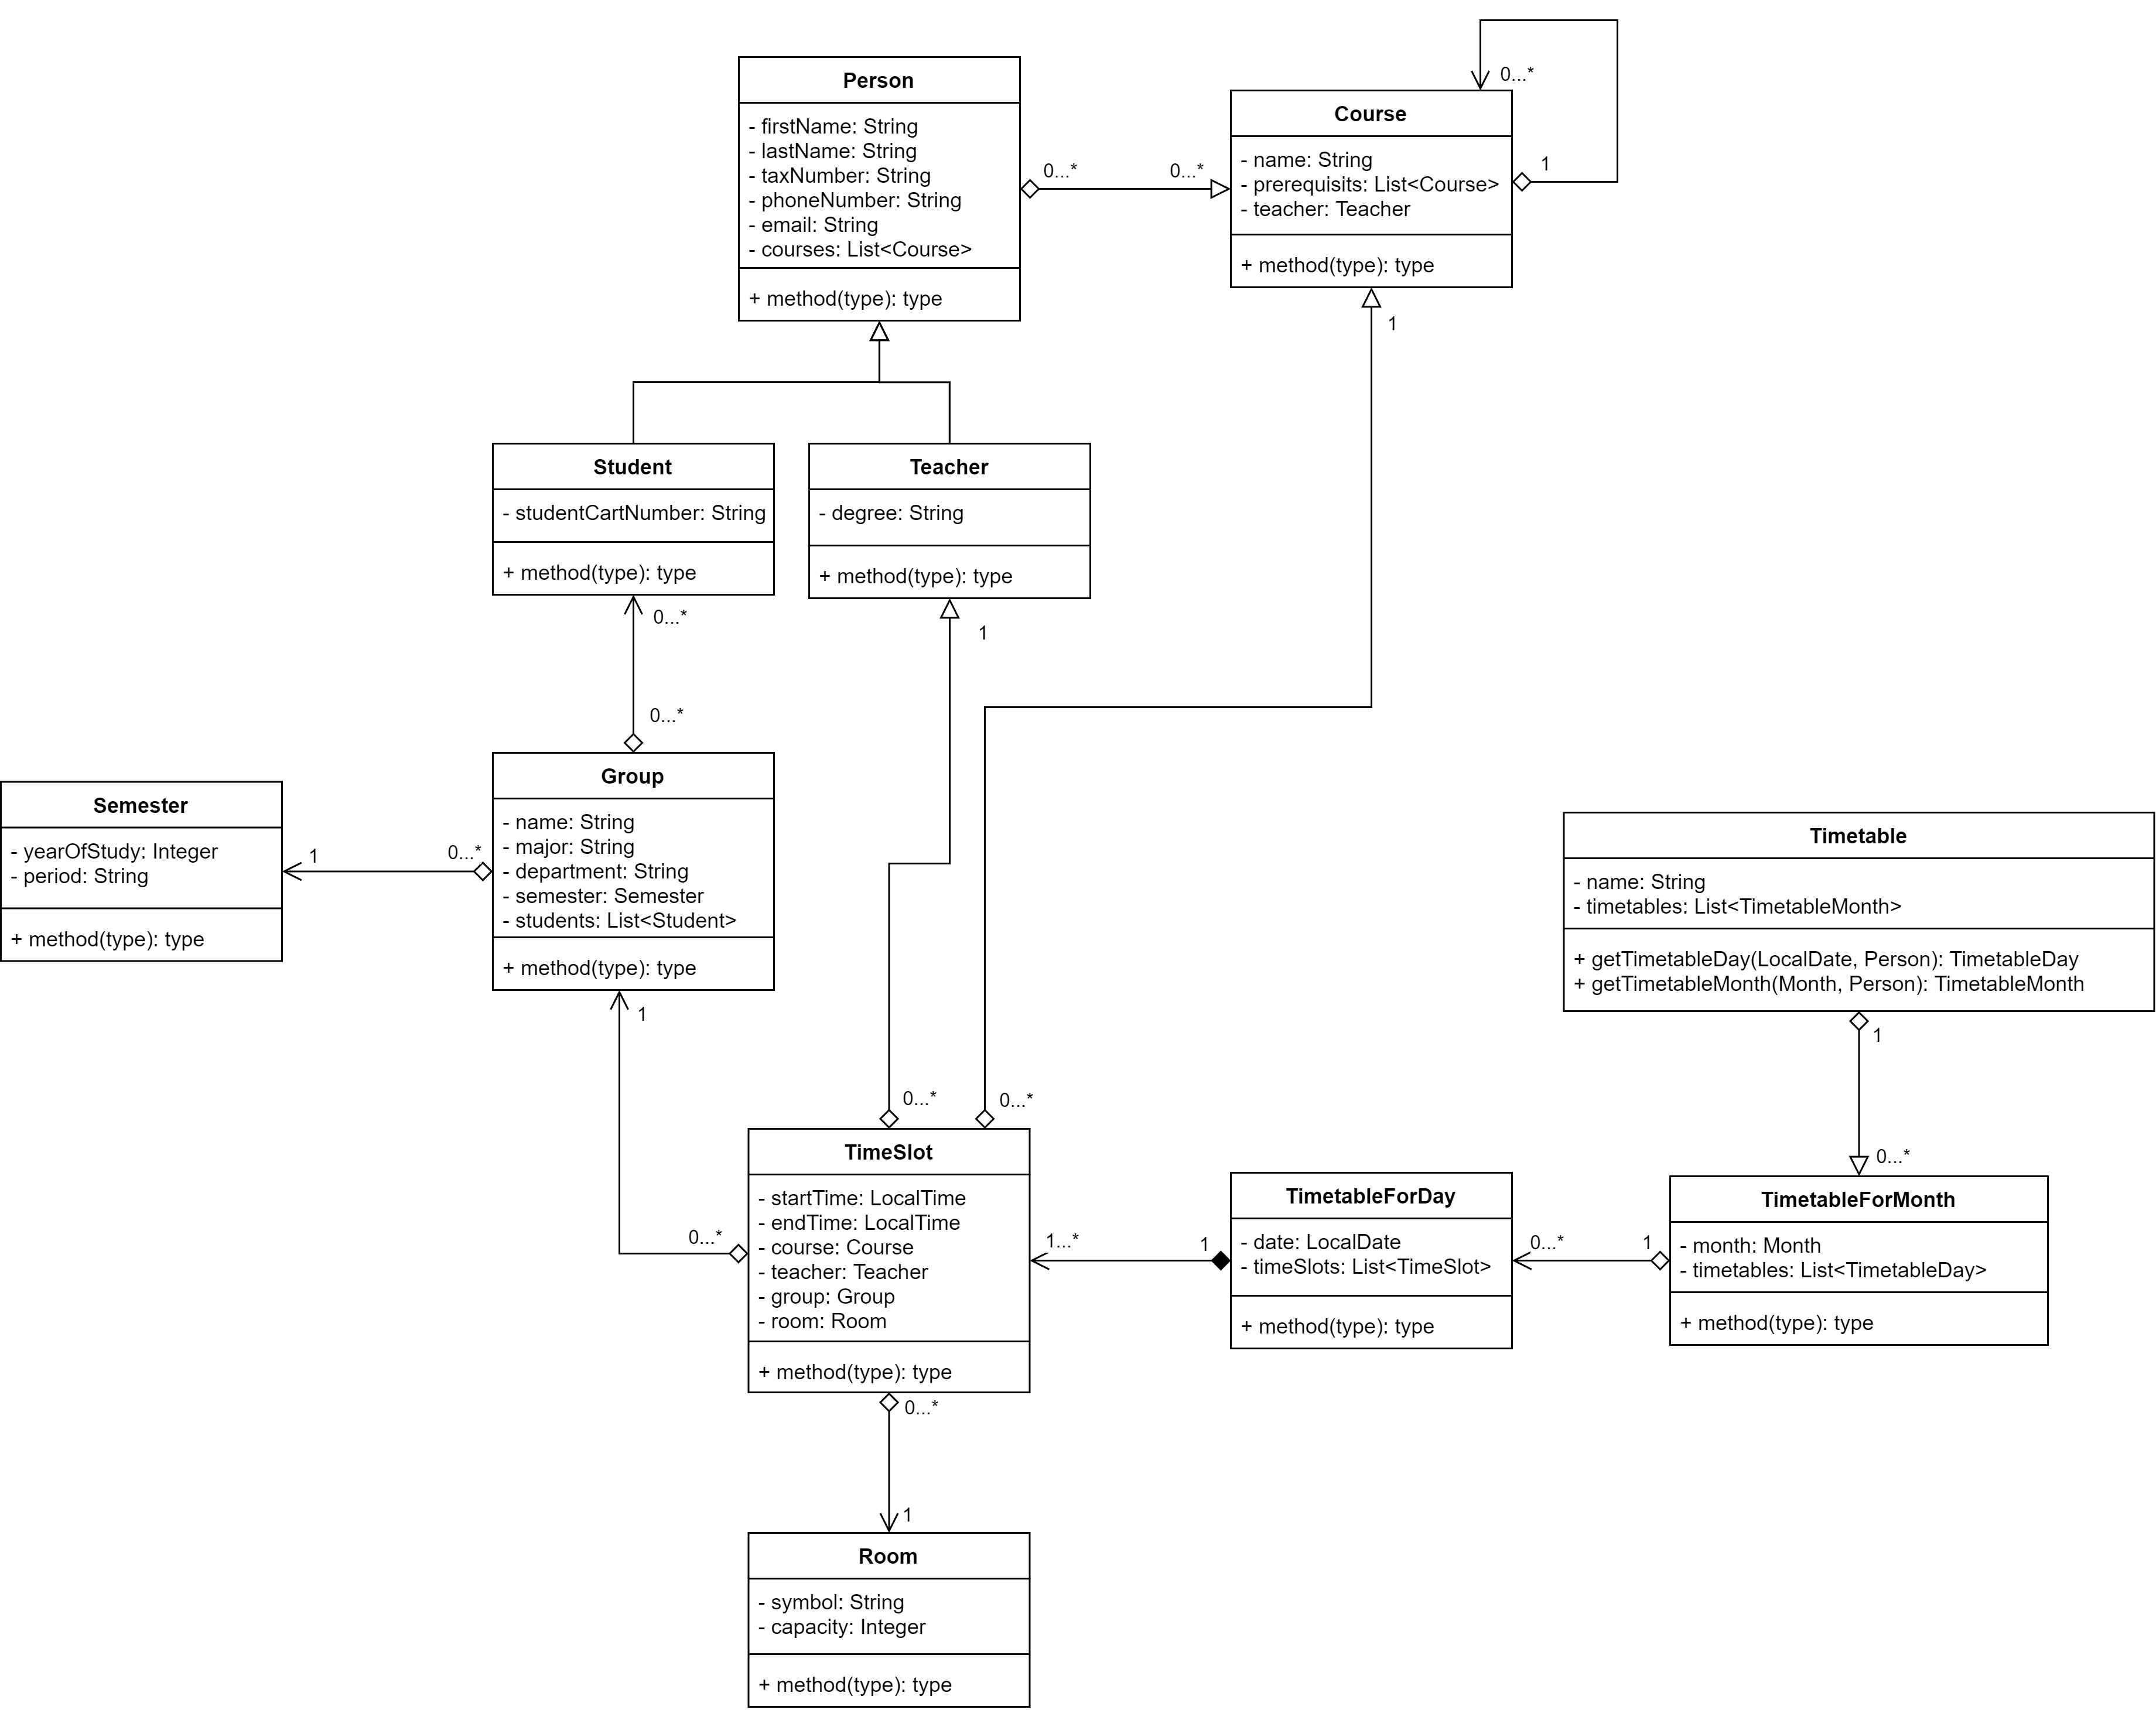 Person
- firstName: String
- lastName: String
- taxNumber: String
- phoneNumber: String
- email: String
- courses: List<Course>
+ method(type): type
0...*
0...*
0...*
Course
- name: String
- prerequisits: List<Course>
- teacher: Teacher
+ method(type): type
1
1
Student
- studentCartNumber: String
+ method(type): type
0...*
Teacher
- degree: String
+ method(type): type
1
0...*
Semester
- yearOfStudy: Integer
- period: String
+ method(type): type
1
0...*
Group
- name: String
- major: String
- department: String
- semester: Semester
- students: List<Student>
+ method(type): type
1
Timetable
- name: String
- timetables: List<TimetableMonth>
+ getTimetableDay(LocalDate, Person): TimetableDay
+ getTimetableMonth(Month, Person): TimetableMonth
1
0...*
0...*
0...*
0...*
TimeSlot
- startTime: LocalTime
- endTime: LocalTime
- course: Course
- teacher: Teacher
- group: Group
- room: Room
+ method(type): type
0...*
1...*
1
TimetableForDay
- date: LocalDate
- timeSlots: List<TimeSlot>
+ method(type): type
0...*
1
0...*
TimetableForMonth
- month: Month
- timetables: List<TimetableDay>
+ method(type): type
1
Room
- symbol: String
- capacity: Integer
+ method(type): type